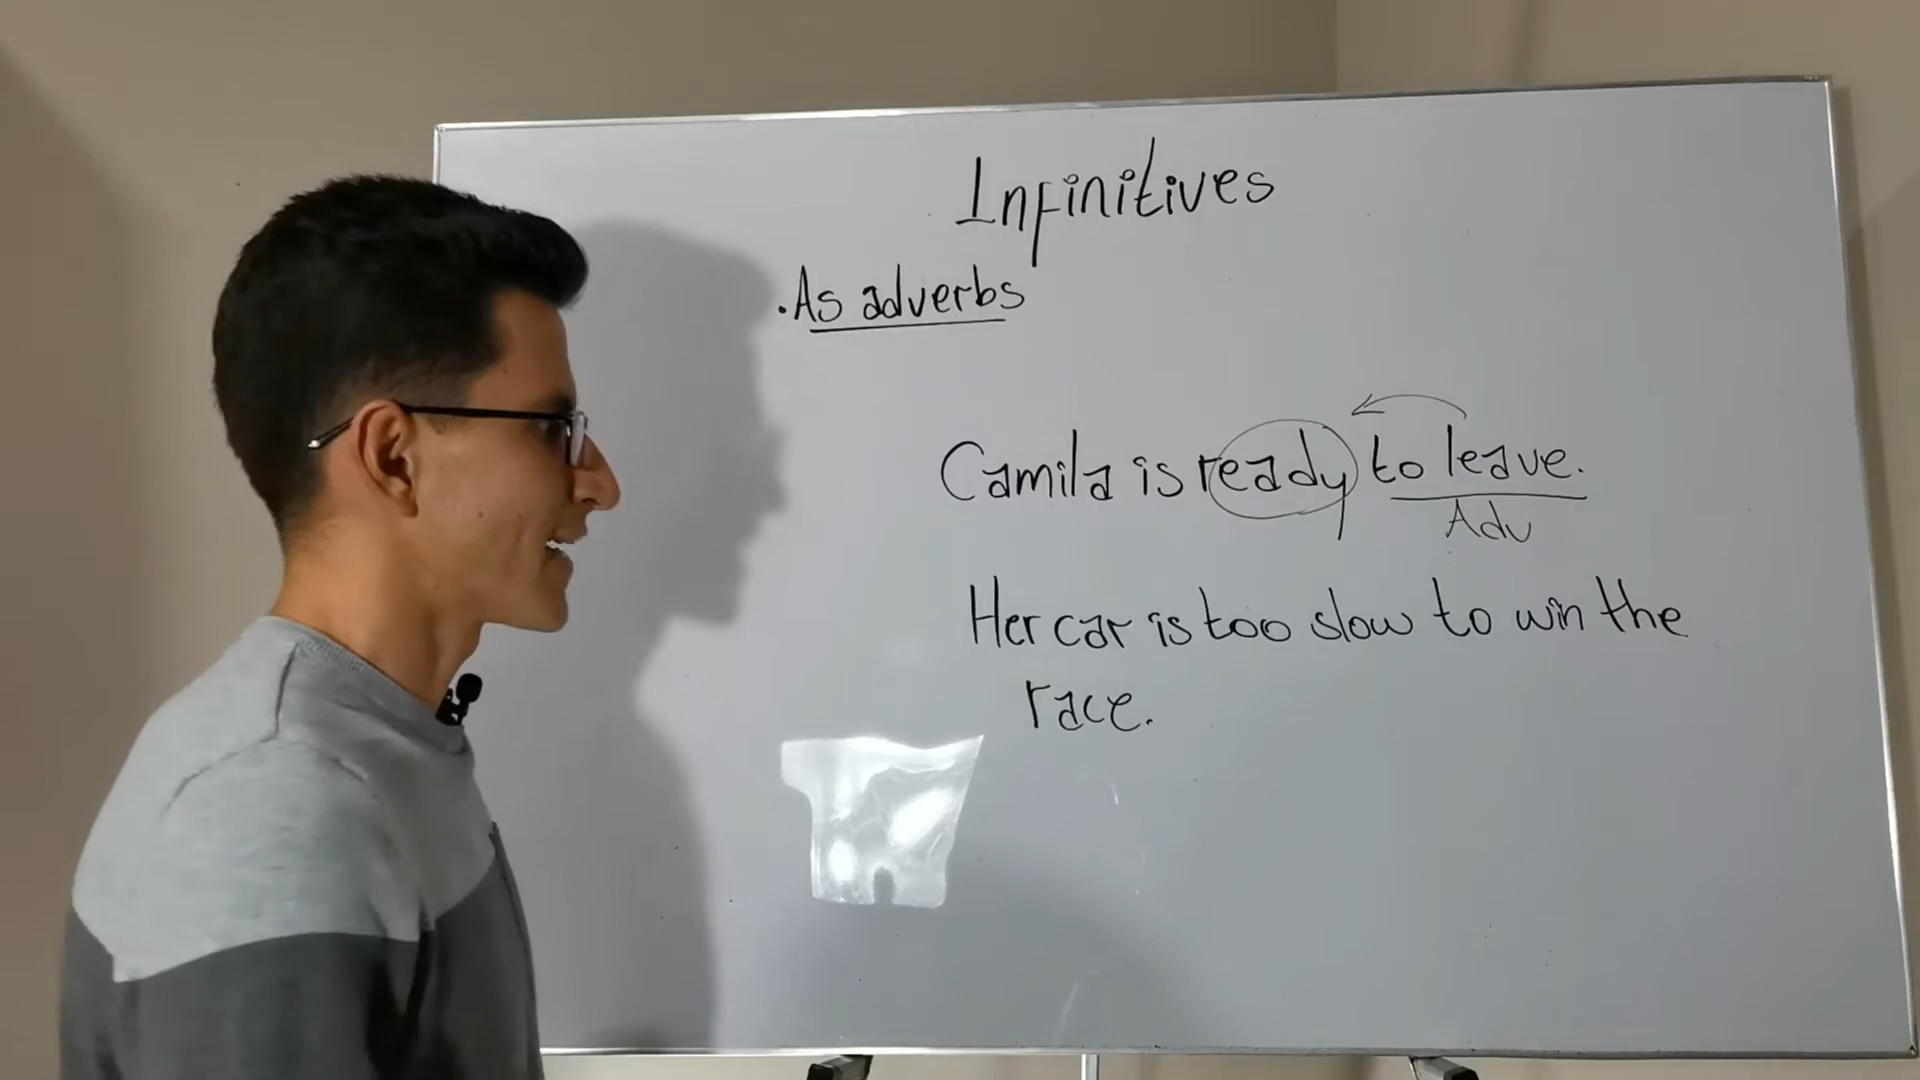 Infinitives
. As adverbs
Camila is ready to leave.
Adv
Her car is too slow to win the
race.